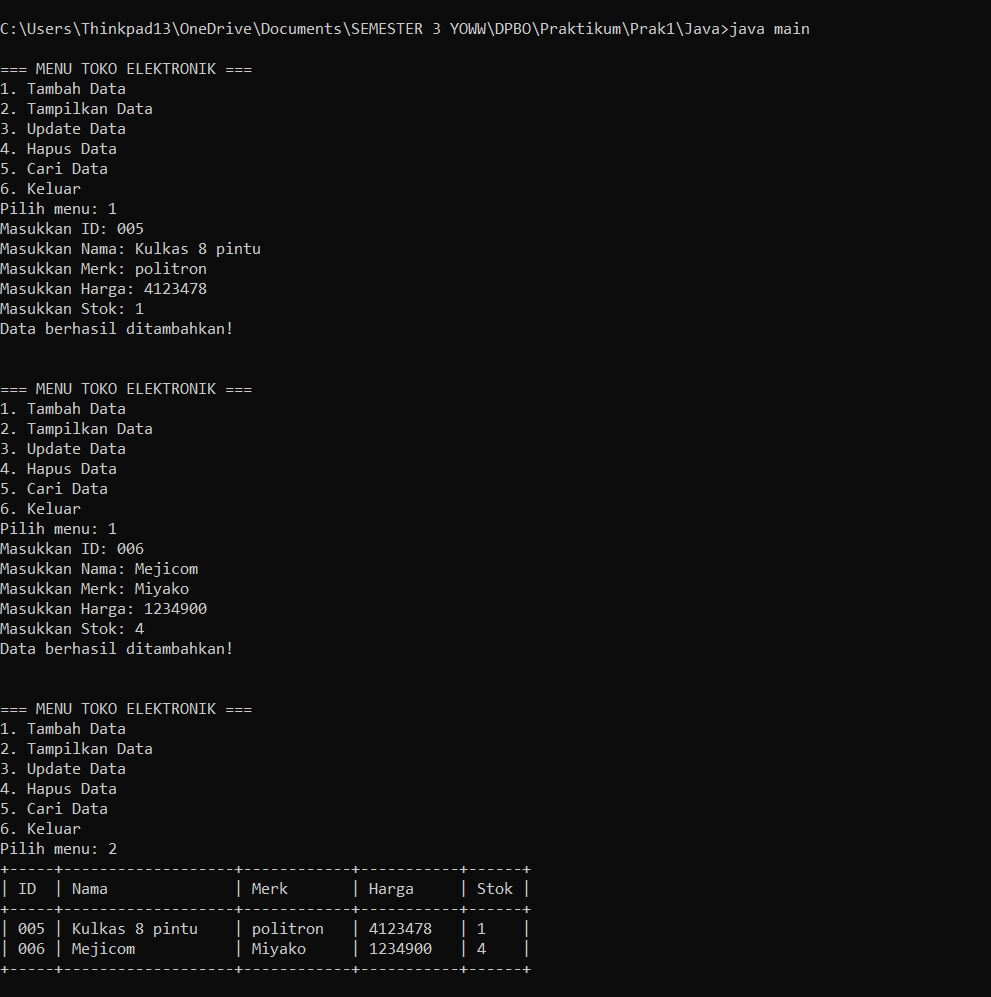 C:\Users\Thinkpad13\OneDrive\Documents\SEMESTER 3 YOWW\DPBO\Praktikum\Prak1\Java>java main
=== MENU TOKO ELEKTRONIK ===
1. Tambah Data
2. Tampilkan Data
3. Update Data
4. Hapus Data
5. Cari Data
6. Keluar
Pilih menu: 1
Masukkan ID: 005
Masukkan Nama: Kulkas 8 pintu
Masukkan Merk: politron
Masukkan Harga: 4123478
Masukkan Stok: 1
Data berhasil ditambahkan!
=== MENU TOKO ELEKTRONIK ===
1. Tambah Data
2. Tampilkan Data
3. Update Data
4. Hapus Data
5. Cari Data
6. Keluar
Pilih menu: 1
Masukkan ID: 006
Masukkan Nama: Mejicom
Masukkan Merk: Miyako
Masukkan Harga: 1234900
Masukkan Stok: 4
Data berhasil ditambahkan!
=== MENU TOKO ELEKTRONIK ===
1. Tambah Data
2. Tampilkan Data
3. Update Data
4. Hapus Data
5. Cari Data
6. Keluar
Pilih menu: 2
+-----+-------------------+------------+-----------+------+
| ID  | Nama              | Merk       | Harga     | Stok |
+-----+-------------------+------------+-----------+------+
| 005 | Kulkas 8 pintu    | politron   | 4123478   | 1    |
| 006 | Mejicom           | Miyako     | 1234900   | 4    |
+-----+-------------------+------------+-----------+------+